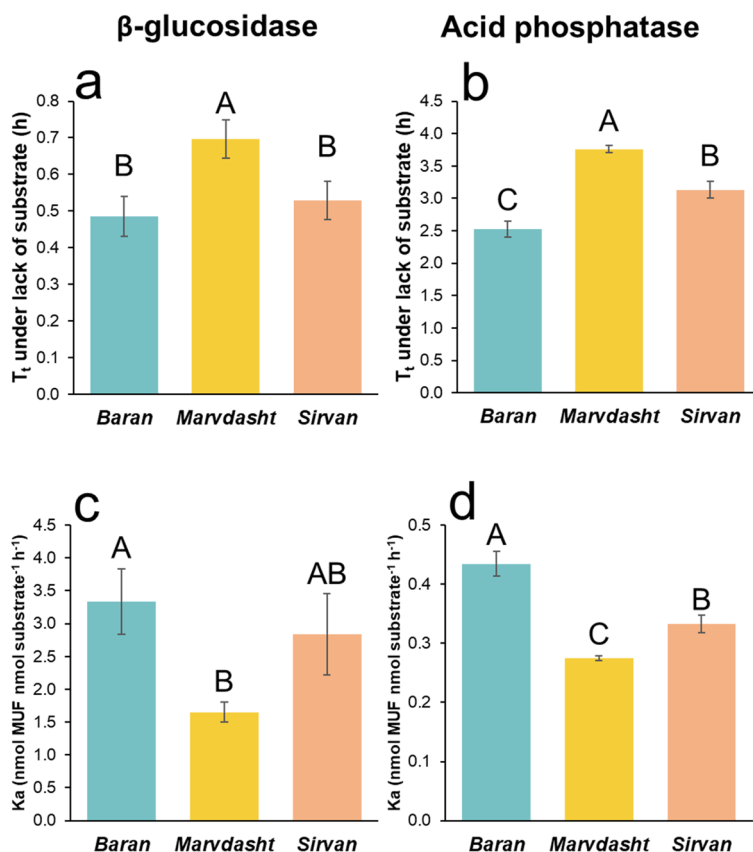 β-glucosidase
Acid phosphatase
a
T_t under lack of substrate (h)
0.8
0.7
0.6
0.5
0.4
0.3
0.2
0.1
0.0
B
A
B
Baran
Marvdasht
Sirvan
b
T_t under lack of substrate (h)
4.5
4.0
3.5
3.0
2.5
2.0
1.5
1.0
0.5
0.0
C
A
B
Baran
Marvdasht
Sirvan
c
Ka (nmol MUF nmol substrate⁻¹ h⁻¹)
4.5
4.0
3.5
3.0
2.5
2.0
1.5
1.0
0.5
0.0
A
B
AB
Baran
Marvdasht
Sirvan
d
Ka (nmol MUF nmol substrate⁻¹ h⁻¹)
0.5
0.4
0.3
0.2
0.1
0.0
A
C
B
Baran
Marvdasht
Sirvan